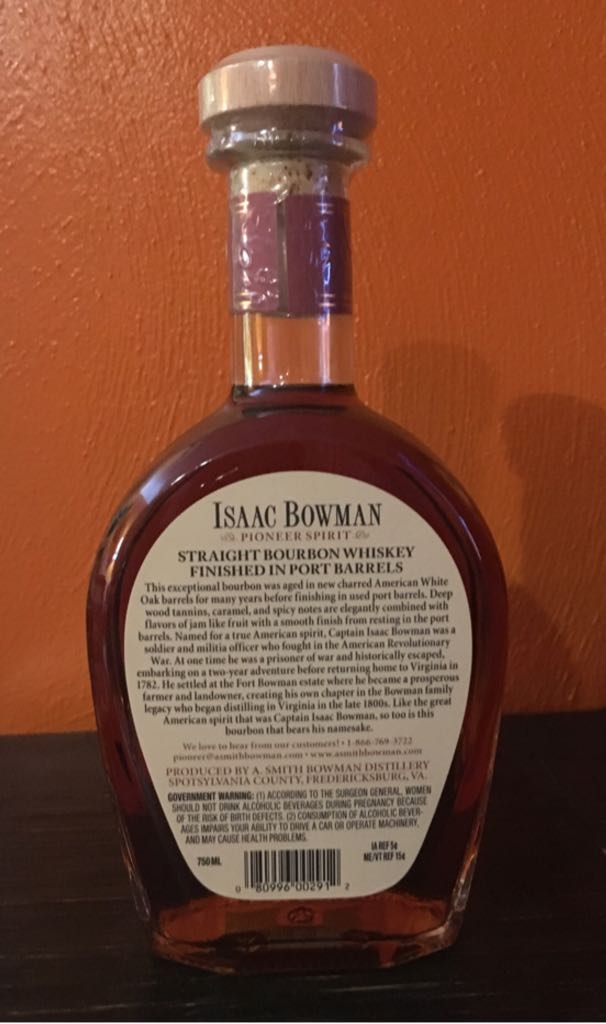 ISAAC BOWMAN
PIONEER SPIRIT
STRAIGHT BOURBON WHISKEY
FINISHED IN PORT BARRELS
This exceptional bourbon was aged in new charred American White
Oak barrels for many years before finishing in used port barrels. Deep
wood tannins, caramel, and spicy notes are elegantly combined with
flavors of jam like fruit with a smooth finish from resting in the port
barrels. Named for a true American spirit, Captain Isaac Bowman was a
soldier and militia officer who fought in the American Revolutionary
War. At one time he was a prisoner of war and historically escaped,
embarking on a two-year adventure before returning home to Virginia in
1782. He settled at the Fort Bowman estate where he became a prosperous
farmer and landowner, creating his own chapter in the Bowman family
legacy who began distilling in Virginia in the late 1800s. Like the great
American spirit that was Captain Isaac Bowman, so too is this
bourbon that bears his namesake.
We love to hear from our customers! • 1-866-769-3722
pioneer@asmithbowman.com • www.asmithbowman.com
PRODUCED BY A. SMITH BOWMAN DISTILLERY
SPOTSYLVANIA COUNTY, FREDERICKSBURG, VA.
GOVERNMENT WARNING: (1) ACCORDING TO THE SURGEON GENERAL, WOMEN
SHOULD NOT DRINK ALCOHOLIC BEVERAGES DURING PREGNANCY BECAUSE
OF THE RISK OF BIRTH DEFECTS. (2) CONSUMPTION OF ALCOHOLIC BEVER-
AGES IMPAIRS YOUR ABILITY TO DRIVE A CAR OR OPERATE MACHINERY,
AND MAY CAUSE HEALTH PROBLEMS.
IA REF 5¢
750 ML ME/VT REF 15¢
0 80996 00291 2